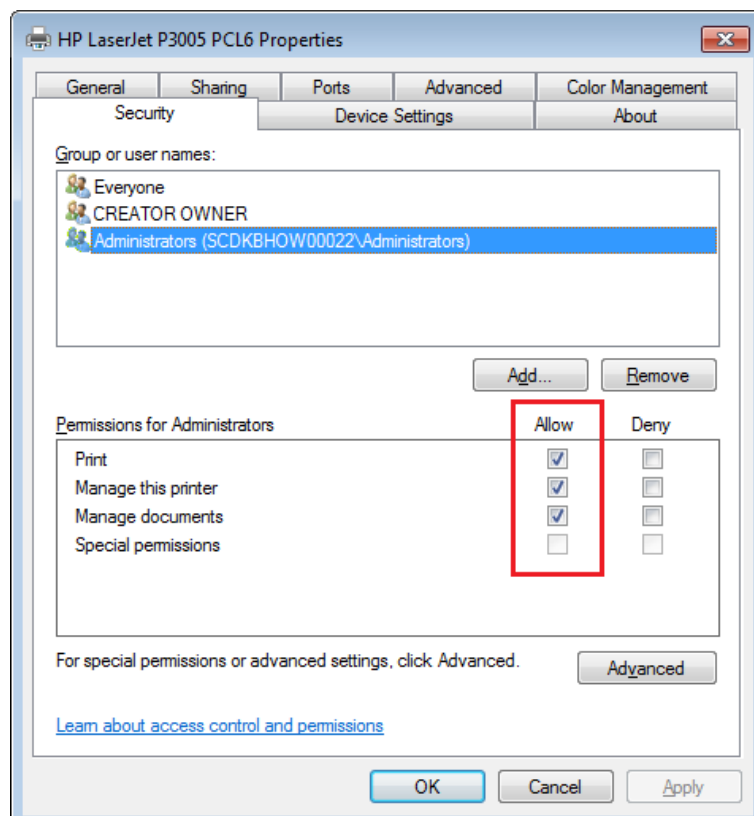 HP LaserJet P3005 PCL6 Properties
General Sharing Ports Advanced Color Management
Security Device Settings About
Group or user names:
Everyone
CREATOR OWNER
Administrators (SCDKBHOW00022\Administrators)
Add... Remove
Permissions for Administrators Allow Deny
Print
Manage this printer
Manage documents
Special permissions
For special permissions or advanced settings, click Advanced.
Advanced
Learn about access control and permissions
OK Cancel Apply